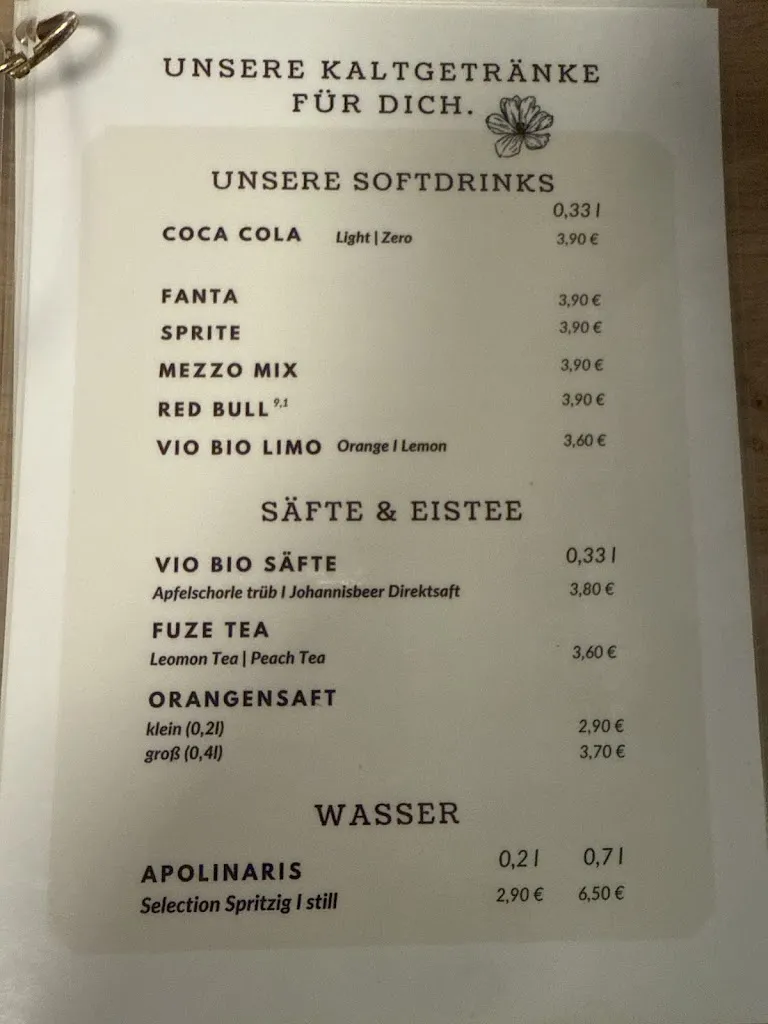 UNSERE KALTGETRÄNKE
FÜR DICH.
UNSERE SOFTDRINKS
0,33 l
COCA COLA Light | Zero 3,90 €
FANTA 3,90 €
SPRITE 3,90 €
MEZZO MIX 3,90 €
RED BULL 9,1 3,90 €
VIO BIO LIMO Orange I Lemon 3,60 €
SÄFTE & EISTEE
VIO BIO SÄFTE 0,33 l
Apfelschorle trüb I Johannisbeer Direktsaft 3,80 €
FUZE TEA
Leomon Tea | Peach Tea 3,60 €
ORANGENSAFT
klein (0,2l) 2,90 €
groß (0,4l) 3,70 €
WASSER
APOLINARIS 0,2 l 0,7 l
Selection Spritzig I still 2,90 € 6,50 €